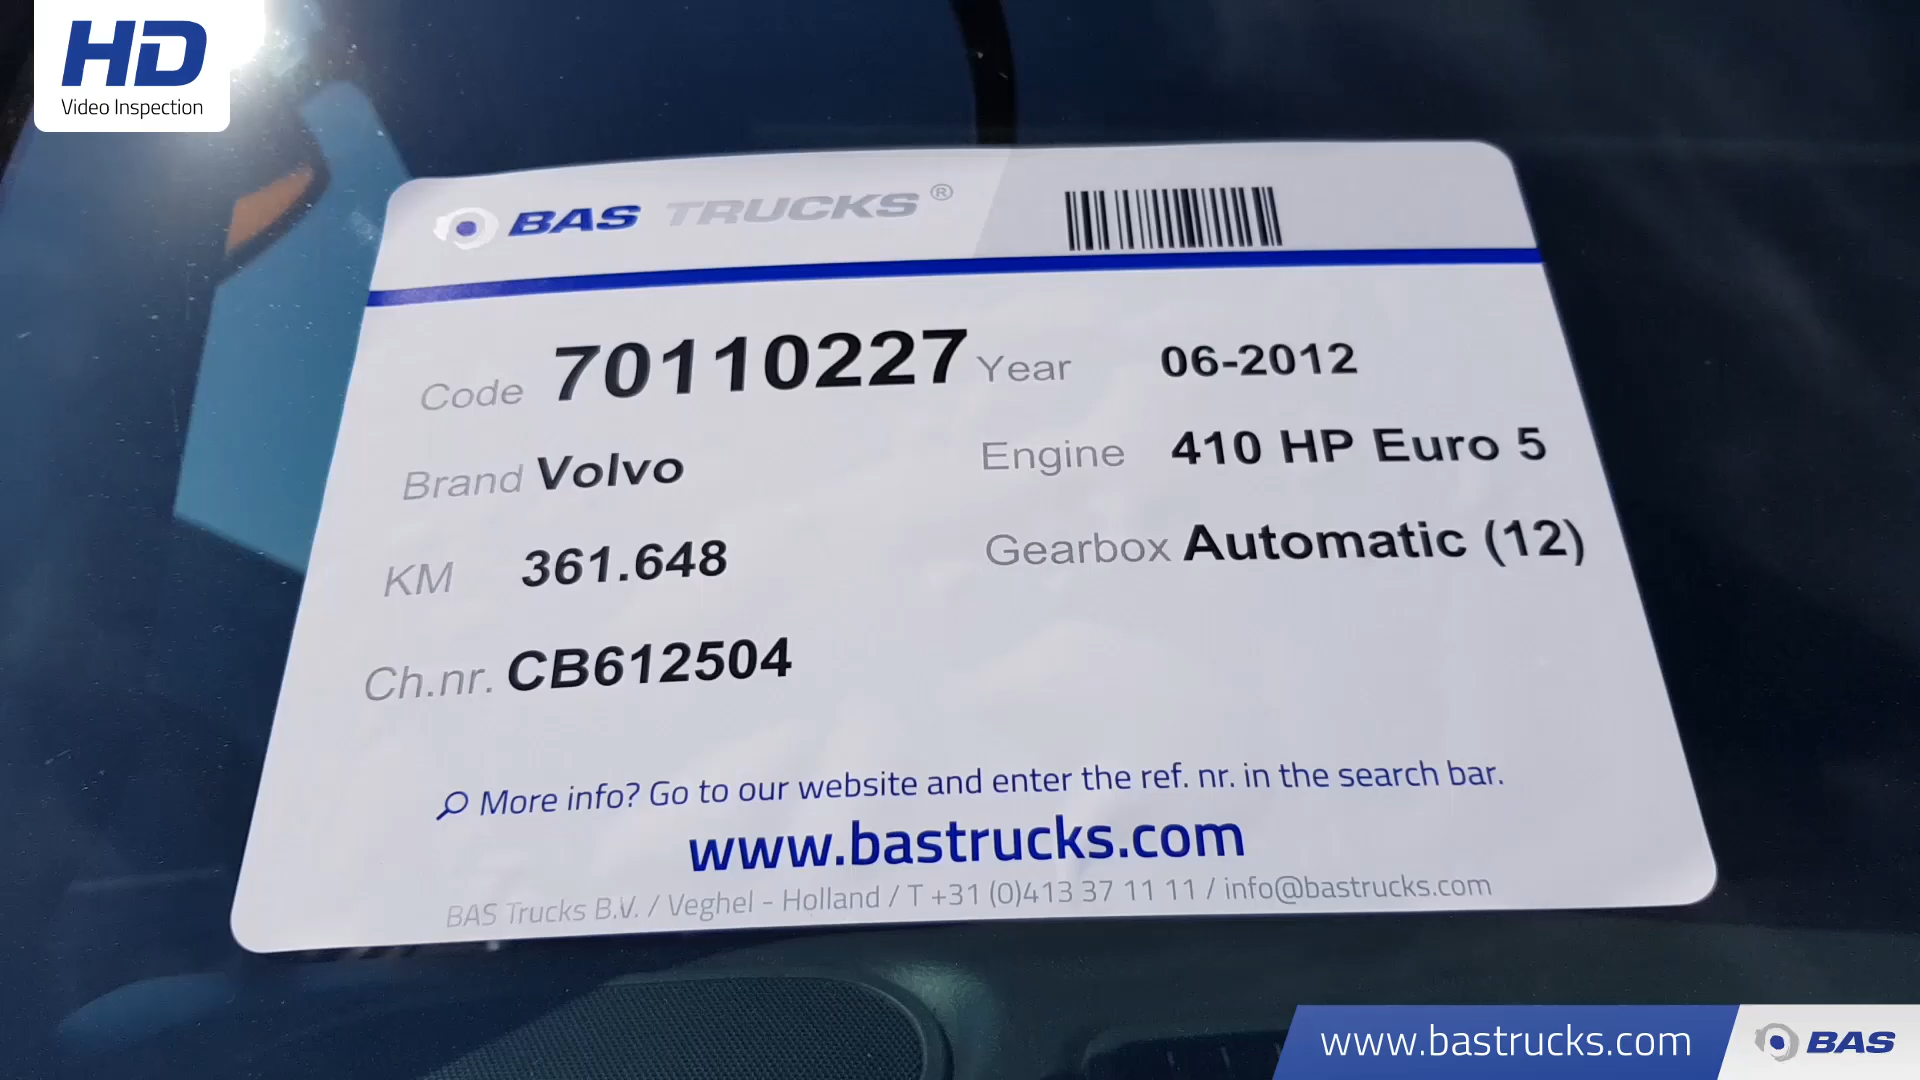 HD
Video Inspection
BAS TRUCKS ®
Code 70110227 Year 06-2012
Brand Volvo Engine 410 HP Euro 5
KM 361.648 Gearbox Automatic (12)
Ch.nr. CB612504
More info? Go to our website and enter the ref. nr. in the search bar.
www.bastrucks.com
BAS Trucks B.V. / Veghel - Holland / T +31 (0)413 37 11 11 / info@bastrucks.com
www.bastrucks.com BAS